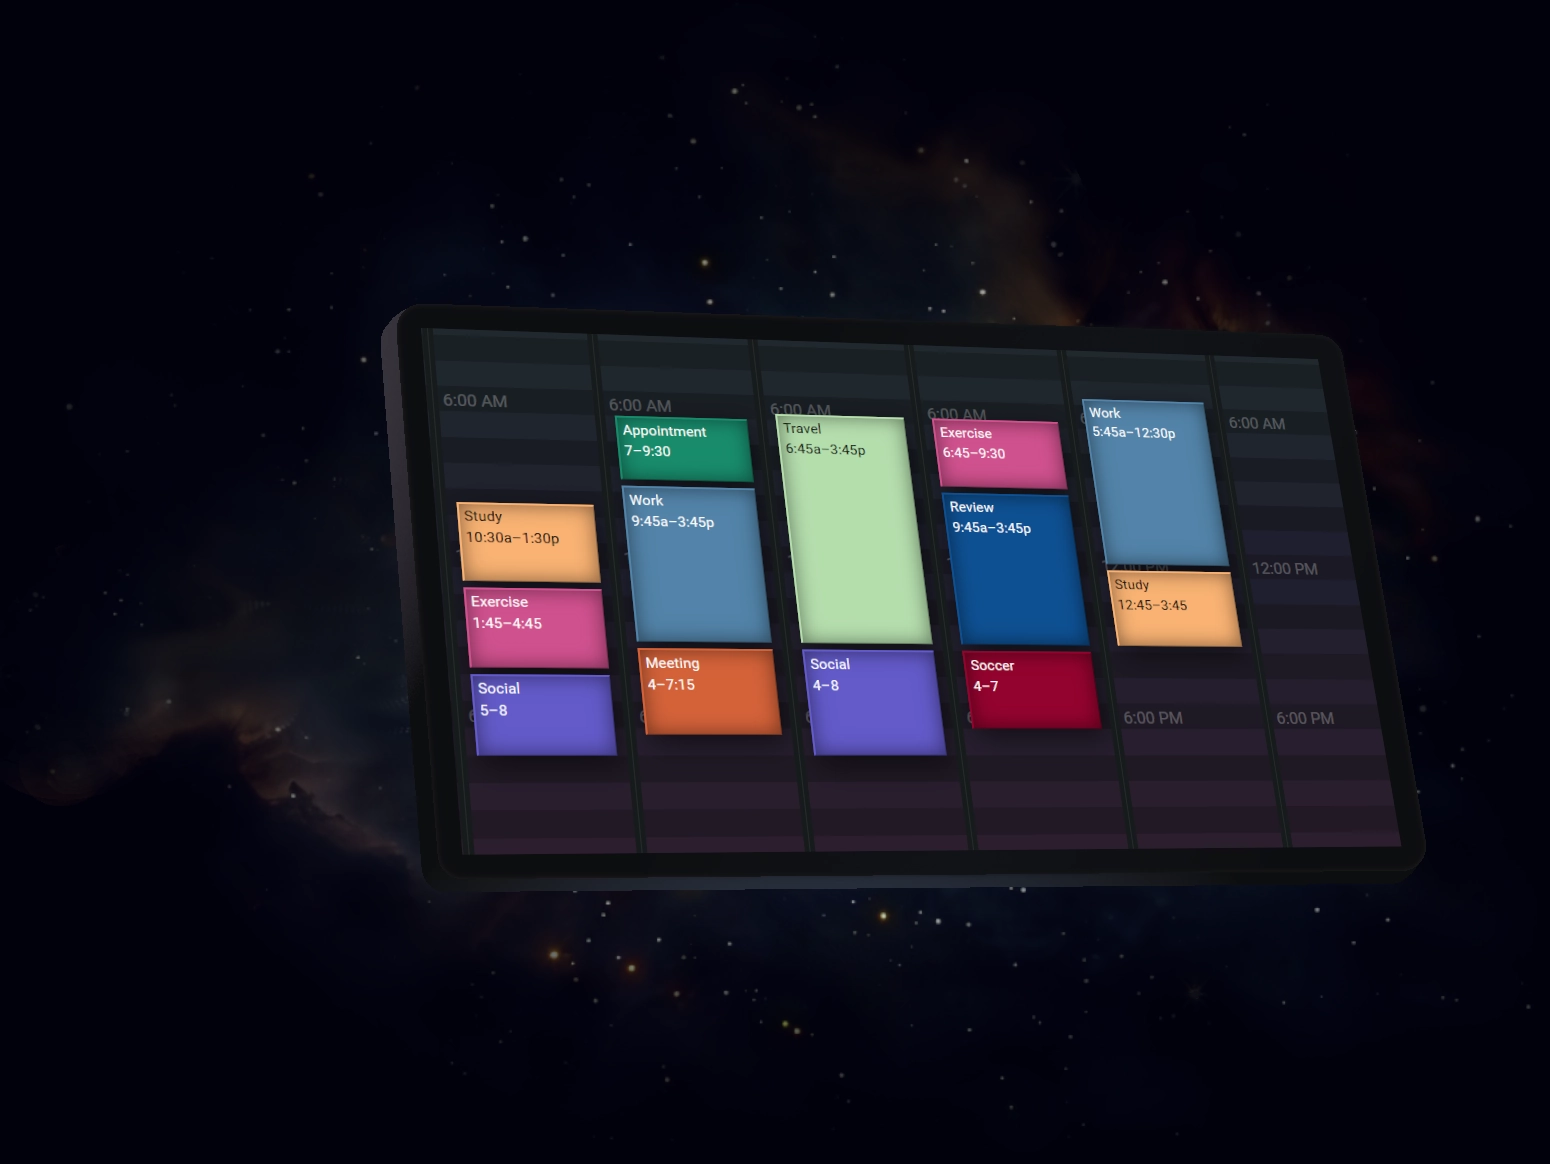 6:00 AM
Study
10:30a–1:30p
Exercise
1:45–4:45
Social
5–8
6:00 AM
Appointment
7–9:30
Work
9:45a–3:45p
Meeting
4–7:15
6:00 AM
Travel
6:45a–3:45p
Social
4–8
6:00 AM
Exercise
6:45–9:30
Review
9:45a–3:45p
Soccer
4–7
Work
5:45a–12:30p
12:00 PM
Study
12:45–3:45
6:00 PM
6:00 AM
12:00 PM
6:00 PM